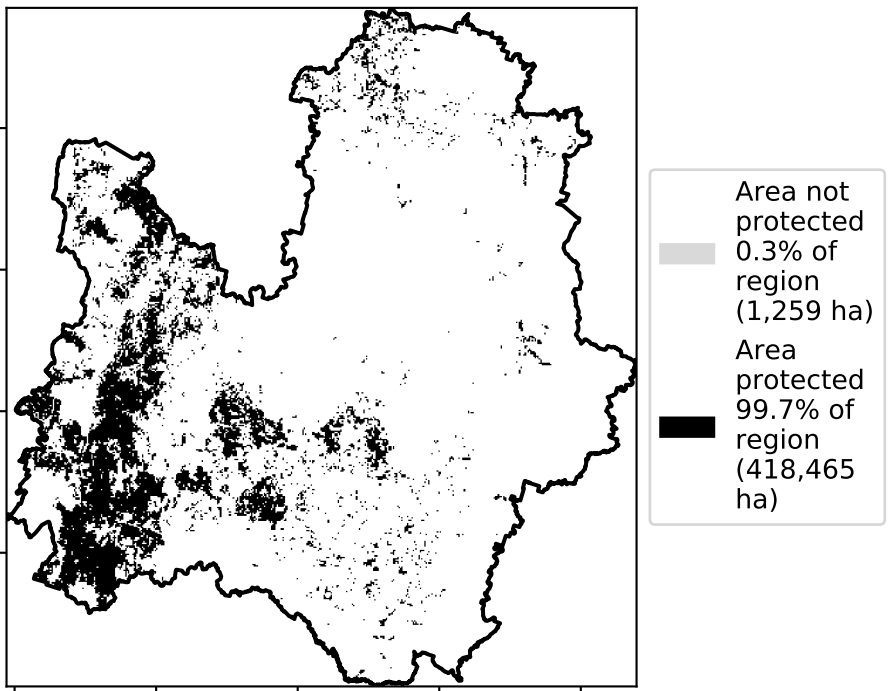 Area not
protected
0.3% of
region
(1,259 ha)
Area
protected
99.7% of
region
(418,465
ha)